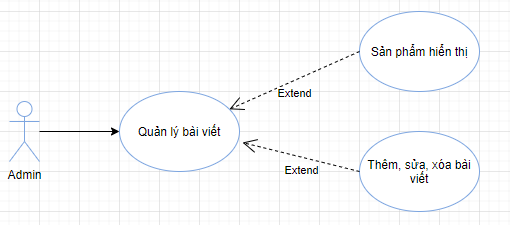 Sản phẩm hiển thị
Extend
Quản lý bài viết
Admin
Extend
Thêm, sửa, xóa bài
viết